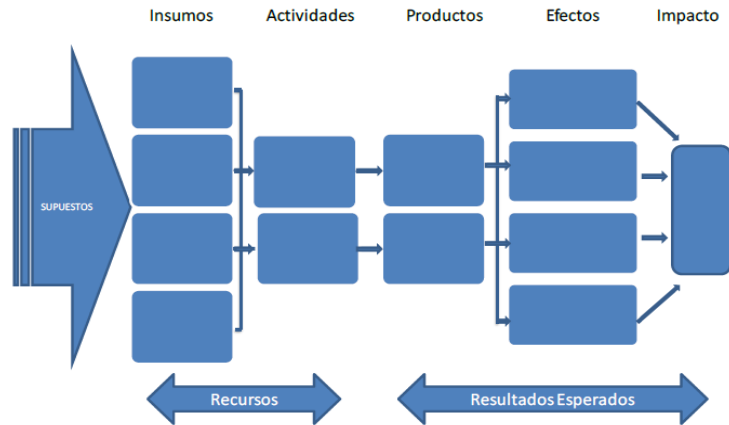 Insumos Actividades Productos Efectos Impacto
SUPUESTOS
Recursos
Resultados Esperados